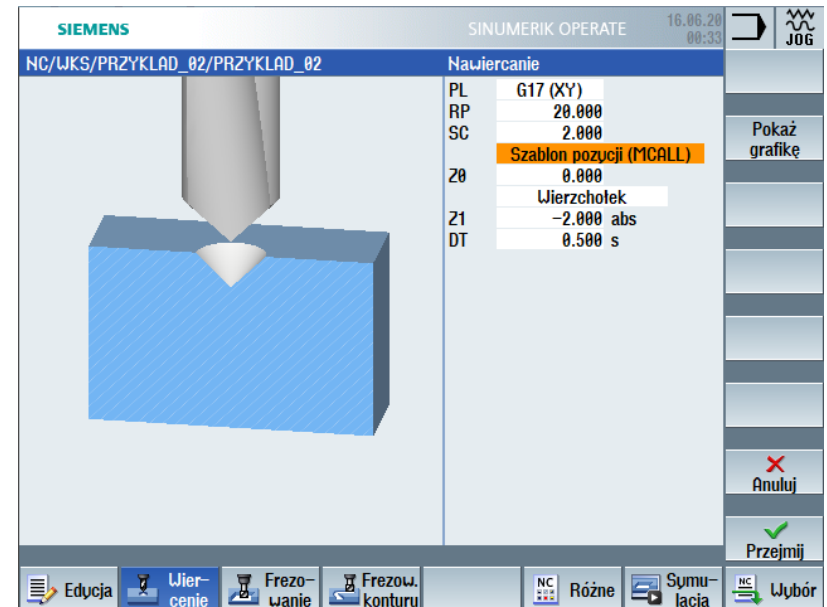 SIEMENS
SINUMERIK OPERATE
16.06.20
00:33
JOG
NC/WKS/PRZYKLAD_02/PRZYKLAD_02
Nawiercanie
PL G17 (XY)
RP 20.000
SC 2.000
Szablon pozycji (MCALL)
Z0 0.000
Wierzchołek
Z1 -2.000 abs
DT 0.500 s
Pokaż
grafikę
Anuluj
Przejmij
Edycja
Wier-
cenie
Frezo-
wanie
Frezow.
konturu
NC
Różne
Symu-
lacja
NC
Wybór